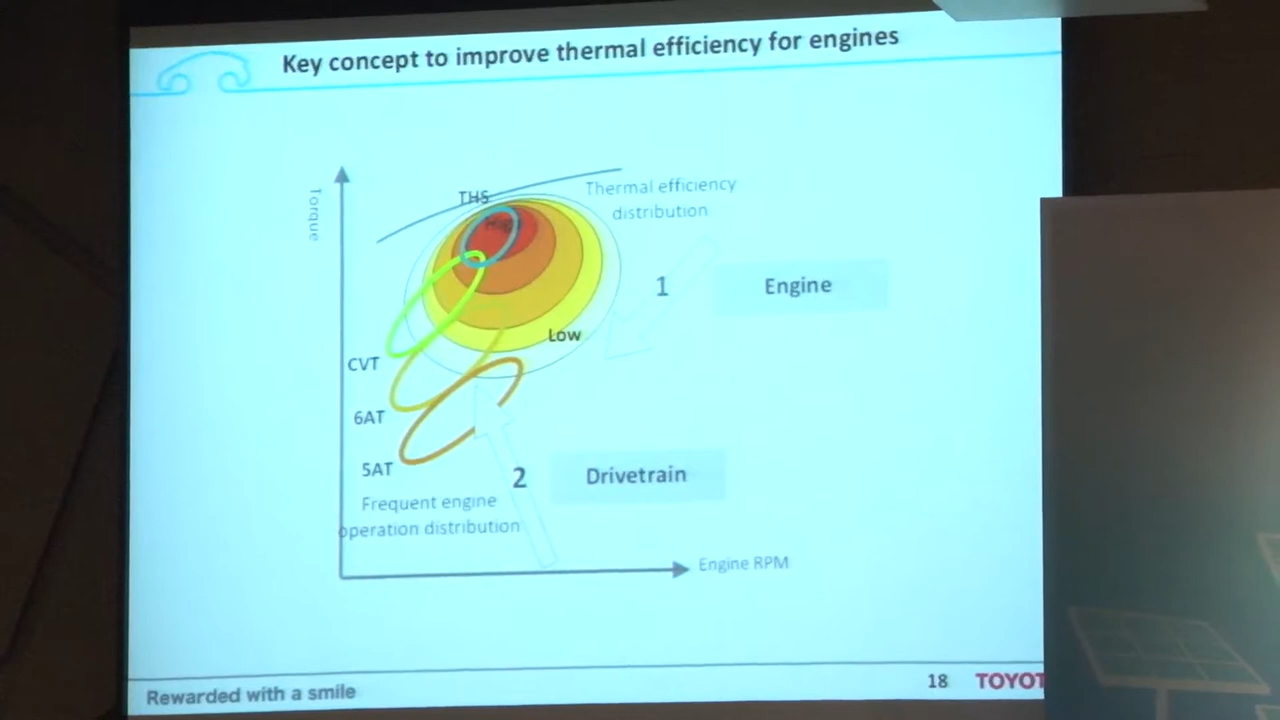 Key concept to improve thermal efficiency for engines
Torque
THS
Thermal efficiency
distribution
1
Engine
Low
CVT
6AT
5AT
2
Drivetrain
Frequent engine
operation distribution
Engine RPM
Rewarded with a smile
18
TOYOT